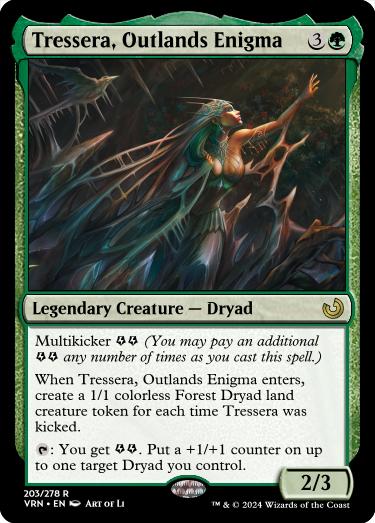 Tressera, Outlands Enigma 3
Legendary Creature — Dryad
Multikicker (You may pay an additional
any number of times as you cast this spell.)
When Tressera, Outlands Enigma enters,
create a 1/1 colorless Forest Dryad land
creature token for each time Tressera was
kicked.
: You get . Put a +1/+1 counter on up
to one target Dryad you control.
2/3
203/278 R
VRN • EN Art of Li
™ & © 2024 Wizards of the Coast